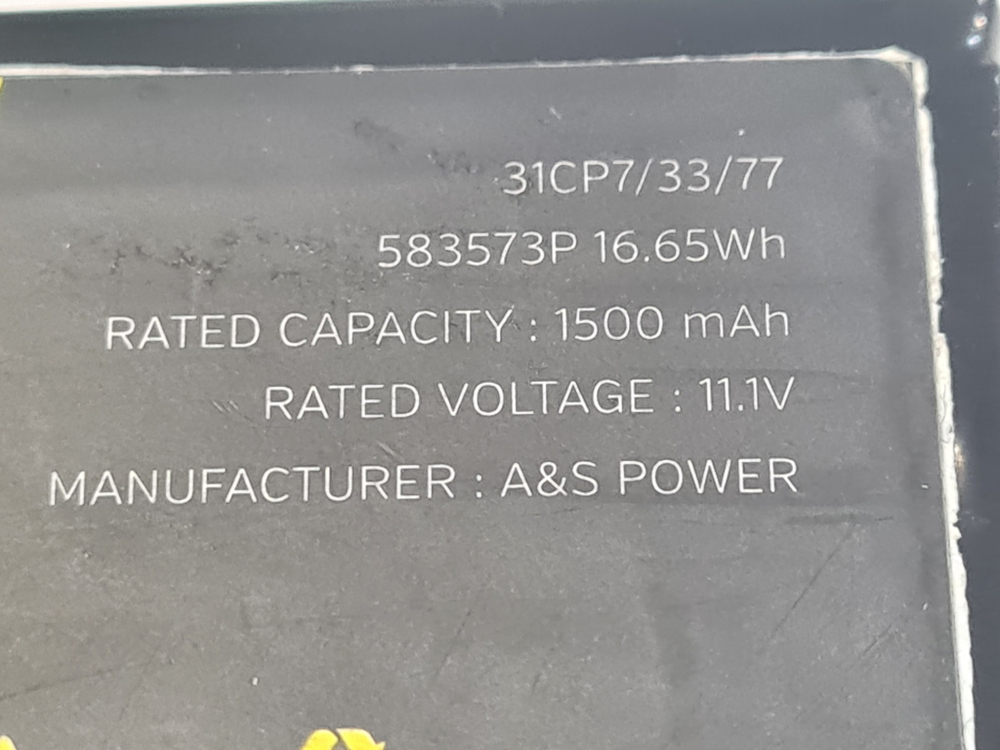 31CP7/33/77
583573P 16.65Wh
RATED CAPACITY : 1500 mAh
RATED VOLTAGE : 11.1V
MANUFACTURER : A&S POWER